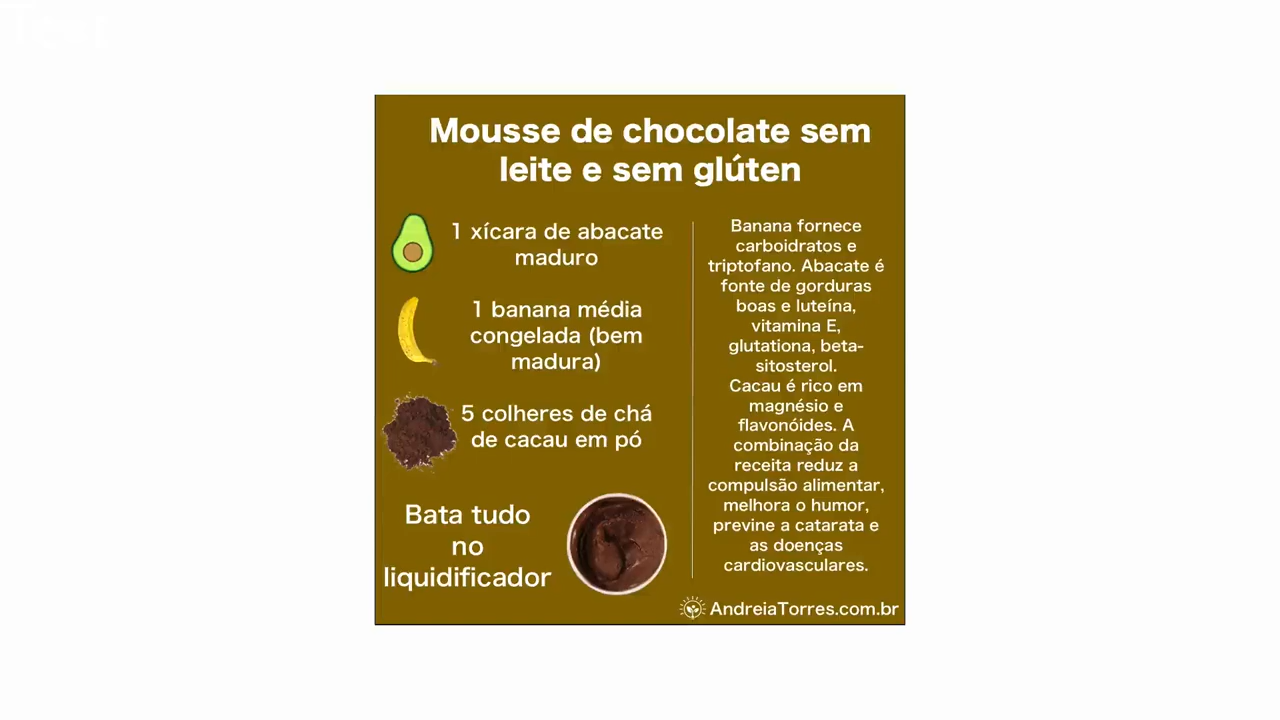 Mousse de chocolate sem
leite e sem glúten
1 xícara de abacate
maduro
1 banana média
congelada (bem
madura)
5 colheres de chá
de cacau em pó
Bata tudo
no
liquidificador
Banana fornece
carboidratos e
triptofano. Abacate é
fonte de gorduras
boas e luteína,
vitamina E,
glutationa, beta-
sitosterol.
Cacau é rico em
magnésio e
flavonóides. A
combinação da
receita reduz a
compulsão alimentar,
melhora o humor,
previne a catarata e
as doenças
cardiovasculares.
AndreiaTorres.com.br